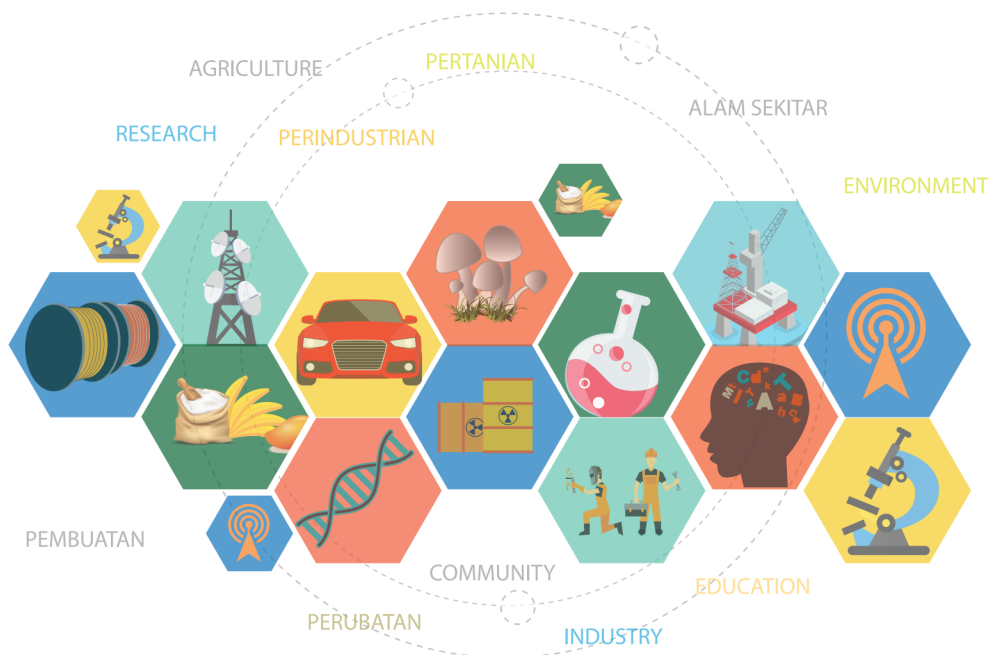 PERTANIAN
AGRICULTURE
ALAM SEKITAR
RESEARCH
PERINDUSTRIAN
ENVIRONMENT
PEMBUATAN
COMMUNITY
EDUCATION
PERUBATAN
INDUSTRY